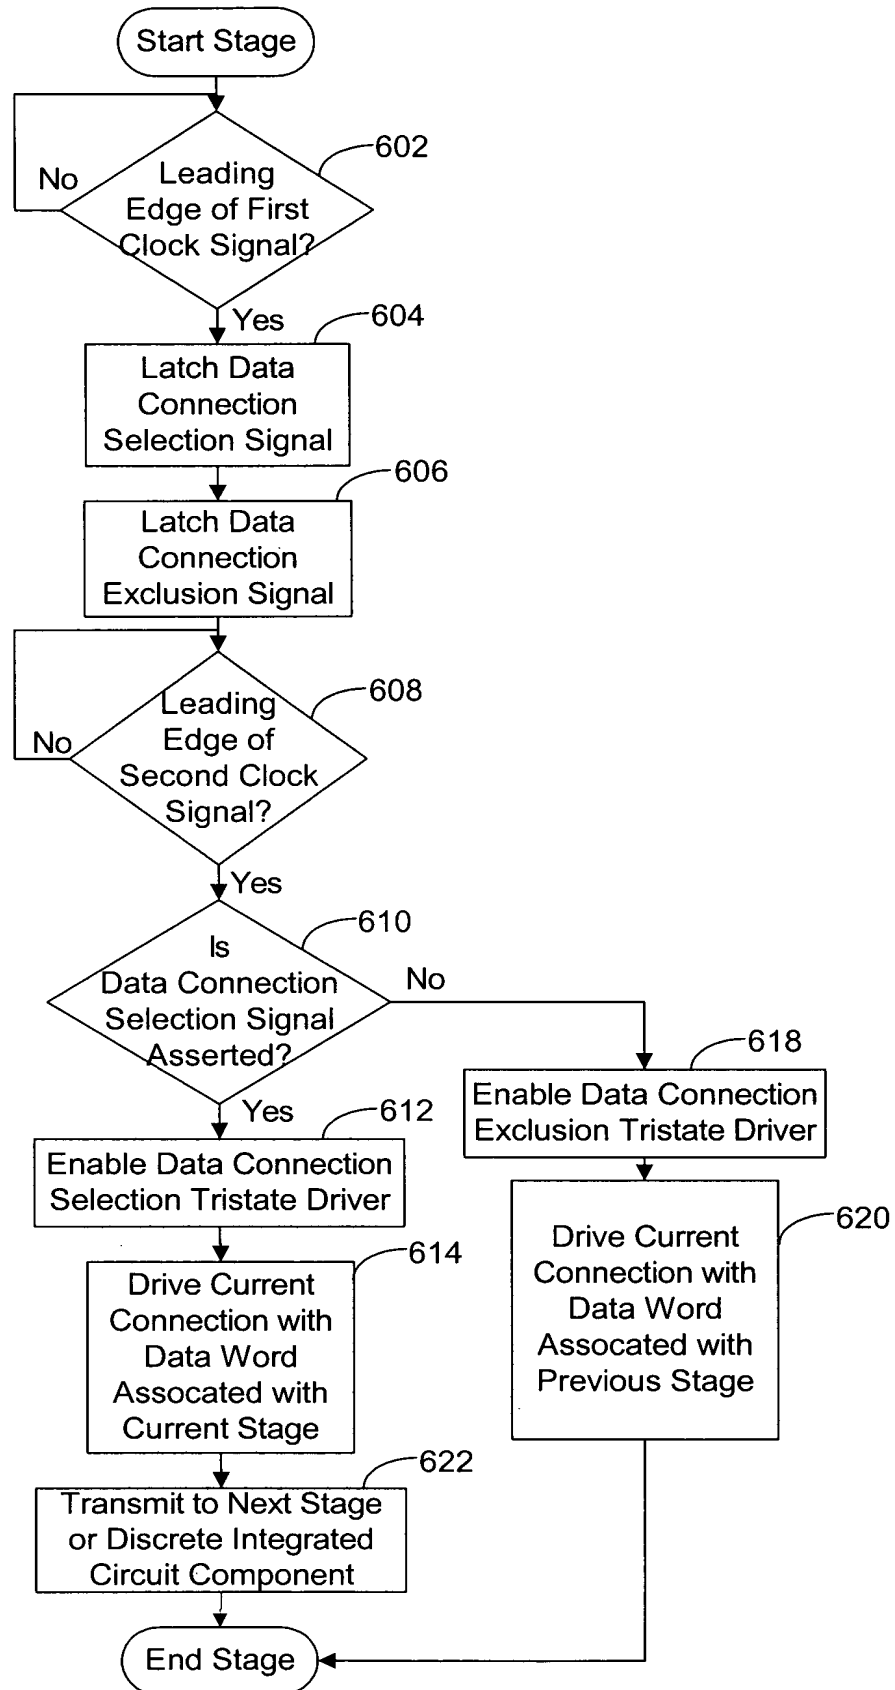 Start Stage
602
No
Leading
Edge of First
Clock Signal?
Yes
604
Latch Data
Connection
Selection Signal
606
Latch Data
Connection
Exclusion Signal
608
No
Leading
Edge of
Second Clock
Signal?
Yes
610
Is
Data Connection
Selection Signal
Asserted?
No
618
Enable Data Connection
Exclusion Tristate Driver
Yes
612
Enable Data Connection
Selection Tristate Driver
620
Drive Current
Connection with
Data Word
Assocated with
Previous Stage
614
Drive Current
Connection with
Data Word
Assocated with
Current Stage
622
Transmit to Next Stage
or Discrete Integrated
Circuit Component
End Stage